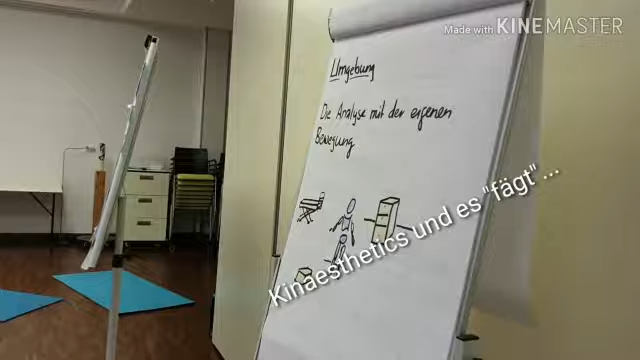 Made with KINEMASTER
Umgebung
Die Analyse mit der eigenen
Bewegung
Kinaesthetics und es "fägt" ...